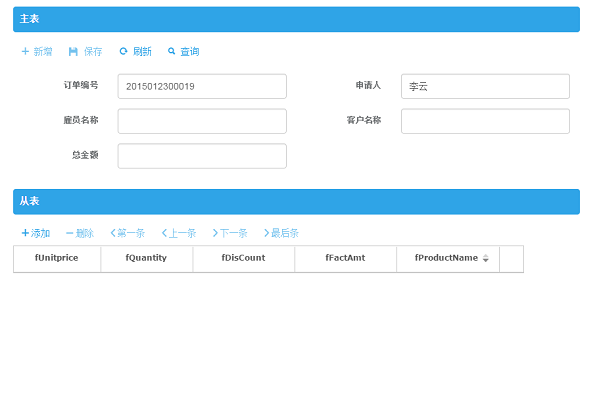 主表
新增 保存 刷新 查询
订单编号 2015012300019 申请人 李云
雇员名称 客户名称
总金额
从表
添加 删除 第一条 上一条 下一条 最后条
fUnitprice fQuantity fDisCount fFactAmt fProductName